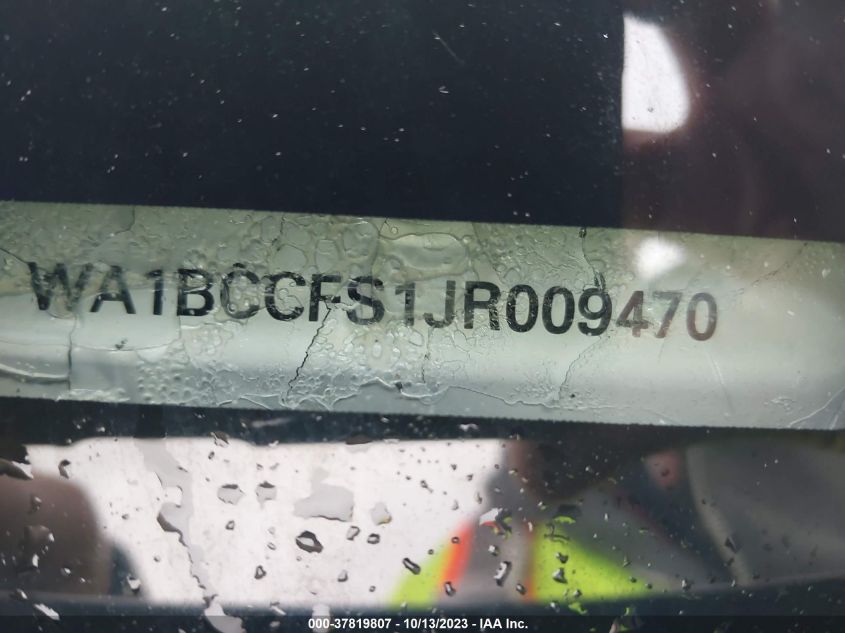 WA1BCCFS1JR009470
000-37819807 - 10/13/2023 - IAA Inc.